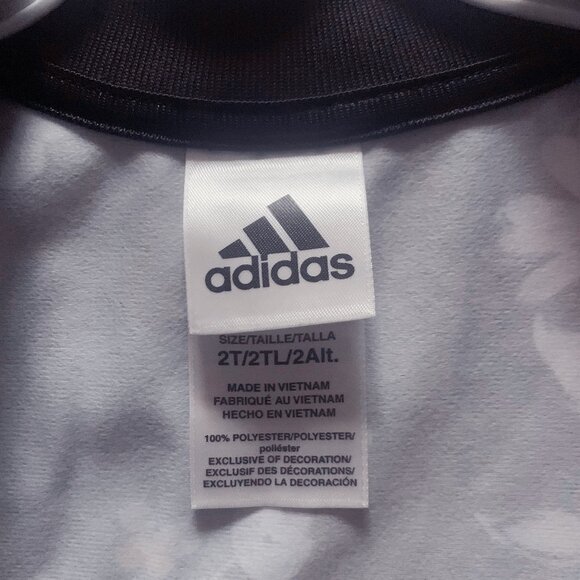 adidas
SIZE/TAILLE/TALLA
2T/2TL/2Alt.
MADE IN VIETNAM
FABRIQUÉ AU VIETNAM
HECHO EN VIETNAM
100% POLYESTER/POLYESTER/
poliéster
EXCLUSIVE OF DECORATION/
EXCLUSIF DES DÉCORATIONS/
EXCLUYENDO LA DECORACIÓN